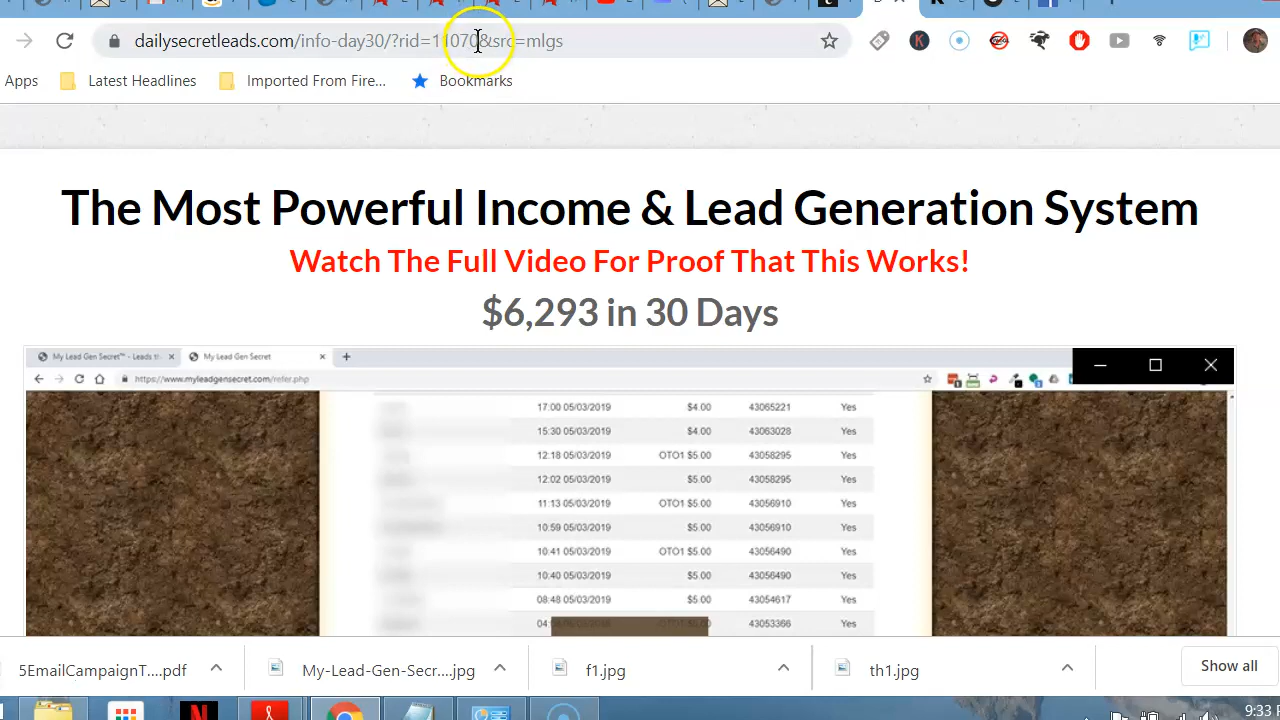 dailysecretleads.com/info-day30/?rid=11070&src=mlgs
Apps Latest Headlines Imported From Fire... Bookmarks
The Most Powerful Income & Lead Generation System
Watch The Full Video For Proof That This Works!
$6,293 in 30 Days
My Lead Gen Secret™ - Leads th My Lead Gen Secret
https://www.myleadgensecret.com/refer.php
17:00 05/03/2019 $4.00 43065221 Yes
15:30 05/03/2019 $4.00 43063028 Yes
12:18 05/03/2019 OTO1 $5.00 43058295 Yes
12:02 05/03/2019 $5.00 43058295 Yes
11:13 05/03/2019 OTO1 $5.00 43056910 Yes
10:59 05/03/2019 $5.00 43056910 Yes
10:41 05/03/2019 OTO1 $5.00 43056490 Yes
10:40 05/03/2019 $5.00 43056490 Yes
08:48 05/03/2019 $5.00 43054617 Yes
43053366 Yes
5EmailCampaignT....pdf My-Lead-Gen-Secr....jpg f1.jpg th1.jpg Show all
9:33